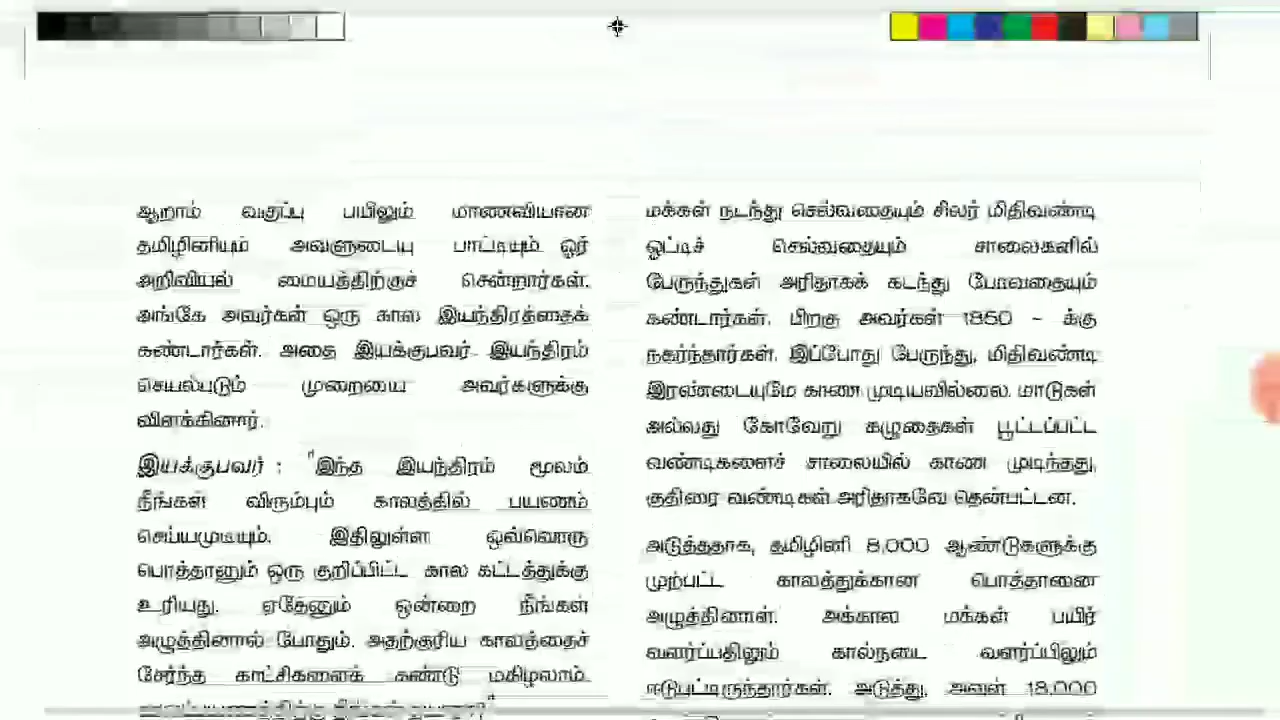 ஆறாம் வகுப்பு பயிலும் மாணவியான
தமிழினியும் அவளுடைய பாட்டியும் ஓர்
அறிவியல் மையத்திற்குச் சென்றார்கள்.
அங்கே அவர்கள் ஒரு கால இயந்திரத்தைக்
கண்டார்கள். அதை இயக்குபவர் இயந்திரம்
செயல்படும் முறையை அவர்களுக்கு
விளக்கினார்.
இயக்குபவர் : "இந்த இயந்திரம் மூலம்
நீங்கள் விரும்பும் காலத்தில் பயணம்
செய்யமுடியும். இதிலுள்ள ஒவ்வொரு
பொத்தானும் ஒரு குறிப்பிட்ட கால கட்டத்துக்கு
உரியது. ஏதேனும் ஒன்றை நீங்கள்
அழுத்தினால் போதும். அதற்குரிய காலத்தைச்
சேர்ந்த காட்சிகளைக் கண்டு மகிழலாம்.
மக்கள் நடந்து செல்வதையும் சிலர் மிதிவண்டி
ஓட்டிச் செல்வதையும் சாலைகளில்
பேருந்துகள் அரிதாகக் கடந்து போவதையும்
கண்டார்கள். பிறகு அவர்கள் 1850 – க்கு
நகர்ந்தார்கள். இப்போது பேருந்து, மிதிவண்டி
இரண்டையுமே காண முடியவில்லை. மாடுகள்
அல்லது கோவேறு கழுதைகள் பூட்டப்பட்ட
வண்டிகளைச் சாலையில் காண முடிந்தது.
குதிரை வண்டிகள் அரிதாகவே தென்பட்டன.
அடுத்ததாக, தமிழினி 8,000 ஆண்டுகளுக்கு
முற்பட்ட காலத்துக்கான பொத்தானை
அழுத்தினாள். அக்கால மக்கள் பயிர்
வளர்ப்பதிலும் கால்நடை வளர்ப்பிலும்
ஈடுபட்டிருந்தார்கள். அடுத்து, அவள் 18,000